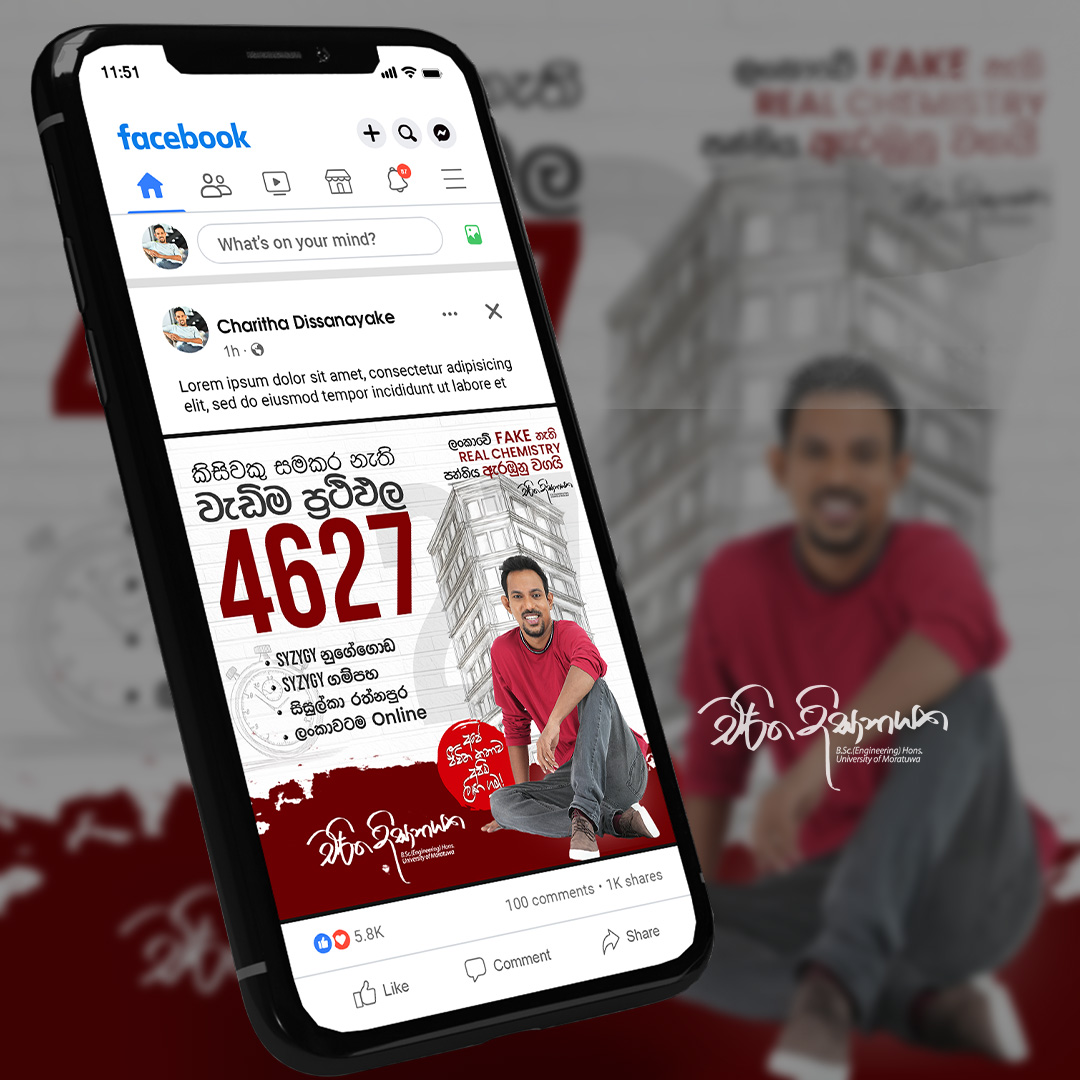 11:51
facebook
What's on your mind?
Charitha Dissanayake
1h
Lorem ipsum dolor sit amet, consectetur adipisicing
elit, sed do eiusmod tempor incididunt ut labore et
කිසිවකු සමකර නැති
වැඩිම ප්‍රථිඵල
4627
ලංකාවේ FAKE නැති
REAL CHEMISTRY
පන්තිය ඇරඹුනු වගයි
චරිත දිසානායක
• SYZYGY නුගේගොඩ
• SYZYGY ගම්පහ
• සිසුල්කා රත්නපුර
• ලංකාවටම Online
චරිත දිසානායක
B.Sc.(Engineering) Hons.
University of Moratuwa
5.8K
100 comments • 1K shares
Like
Comment
Share
FAKE
REAL CHEMISTRY
පන්තිය ඇරඹුනු වගයි
චරිත දිසානායක
B.Sc.(Engineering) Hons.
University of Moratuwa